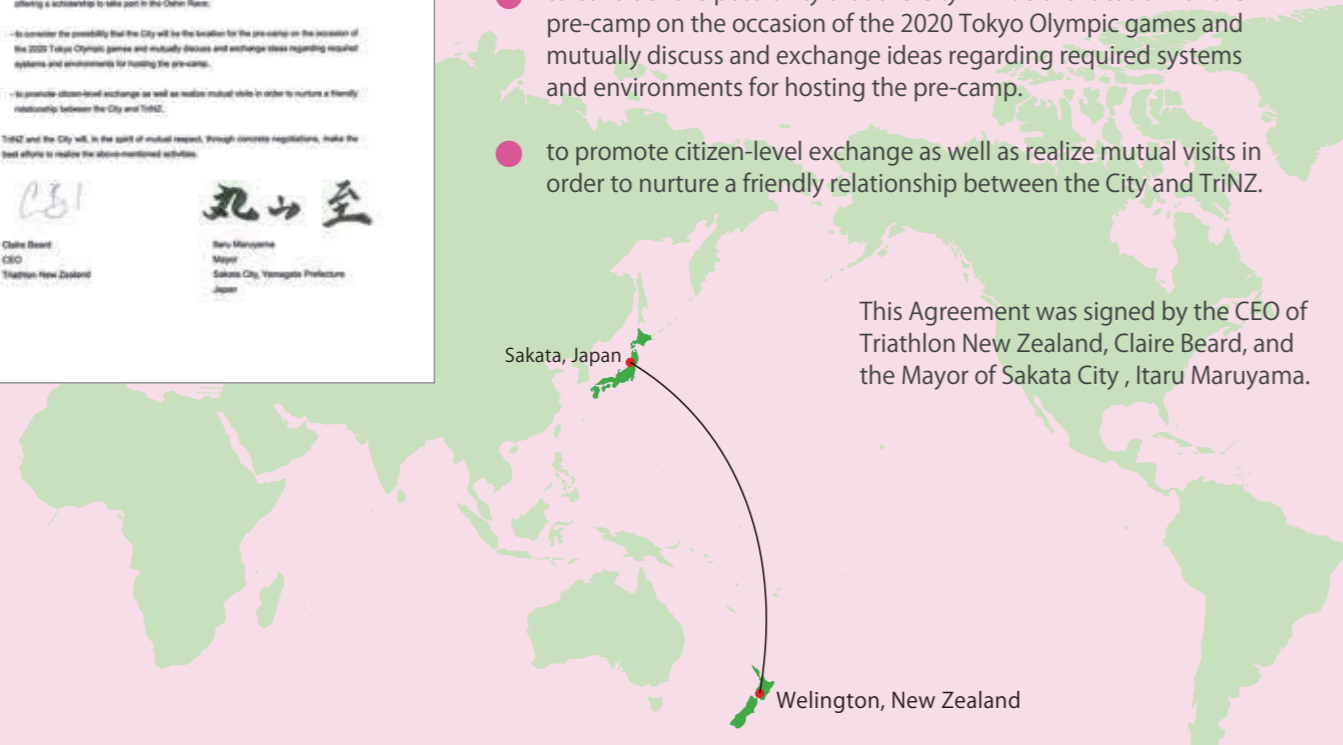 offering a scholarship to take part in the Oshin Race;
- to consider the possibility that the City will be the location for the pre-camp on the occasion of
the 2020 Tokyo Olympic games and mutually discuss and exchange ideas regarding required
systems and environments for hosting the pre-camp.
- to promote citizen-level exchange as well as realize mutual visits in order to nurture a friendly
relationship between the City and TriNZ.
TriNZ and the City will, in the spirit of mutual respect, through concrete negotiations, make the
best efforts to realize the above-mentioned activities.
丸山 至
Claire Beard
CEO
Triathlon New Zealand
Itaru Maruyama
Mayor
Sakata City, Yamagata Prefecture
Japan
pre-camp on the occasion of the 2020 Tokyo Olympic games and
mutually discuss and exchange ideas regarding required systems
and environments for hosting the pre-camp.
to promote citizen-level exchange as well as realize mutual visits in
order to nurture a friendly relationship between the City and TriNZ.
This Agreement was signed by the CEO of
Triathlon New Zealand, Claire Beard, and
the Mayor of Sakata City , Itaru Maruyama.
Sakata, Japan
Welington, New Zealand